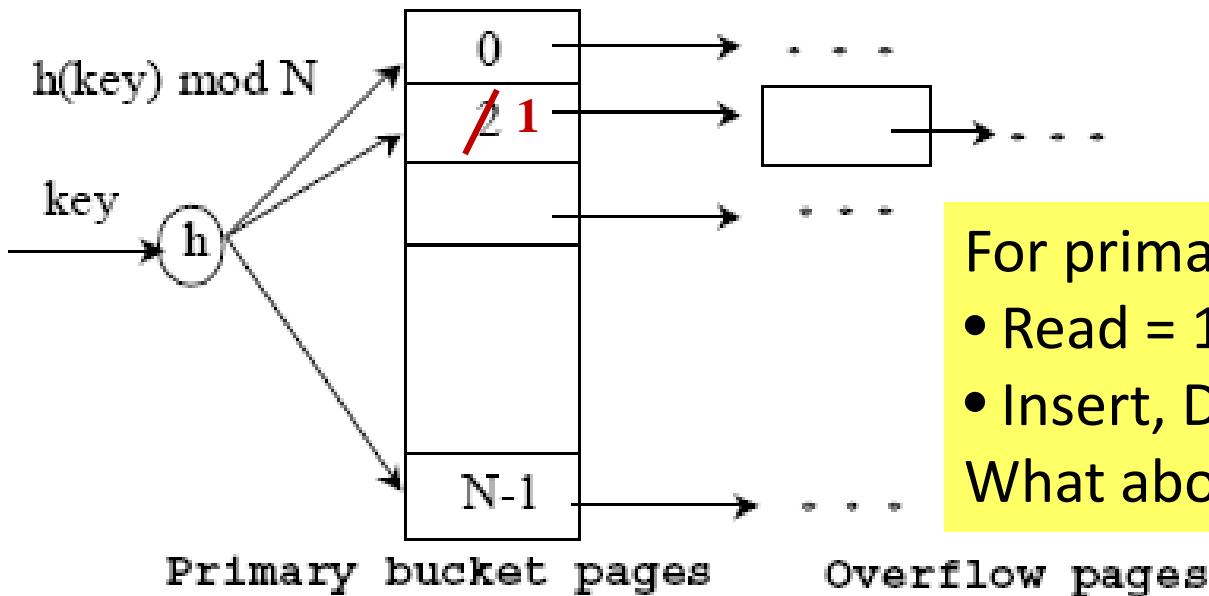 0
h(key) mod N
2 1
key
h
For prima
• Read = 1
• Insert, D
What abo
N-1
Primary bucket pages
Overflow pages